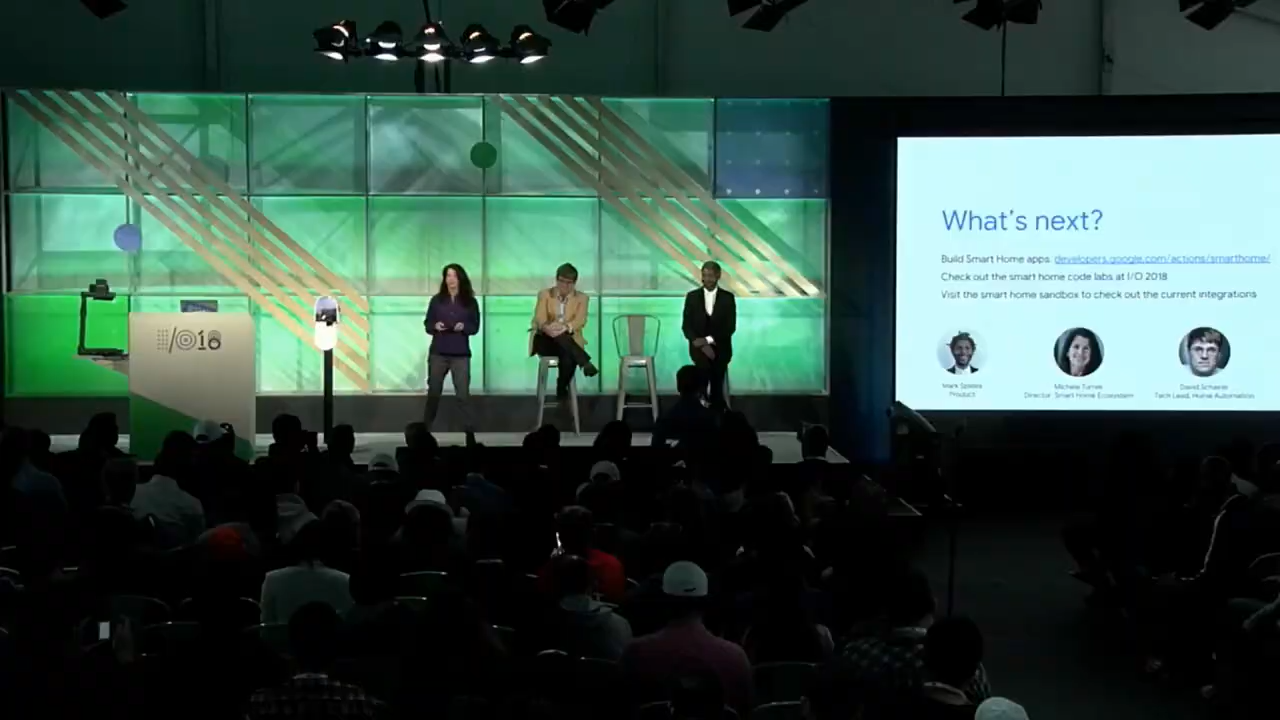 I/O18
What's next?
Build Smart Home apps: developers.google.com/actions/smarthome/
Check out the smart home code labs at I/O 2018
Visit the smart home sandbox to check out the current integrations
Mark Spates
Product
Michele Turner
Director, Smart Home Ecosystem
David Schairer
Tech Lead, Home Automation